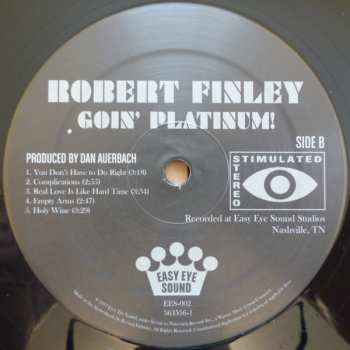 ROBERT FINLEY
GOIN' PLATINUM!
SIDE B
PRODUCED BY DAN AUERBACH
1. You Don't Have to Do Right (3:18)
2. Complications (2:55)
3. Real Love Is Like Hard Time (3:34)
4. Empty Arms (2:47)
5. Holy Wine (3:29)
STEREO
STIMULATED
Recorded at Easy Eye Sound Studios
Nashville, TN
EASY EYE
SOUND
EES-002
563556-1